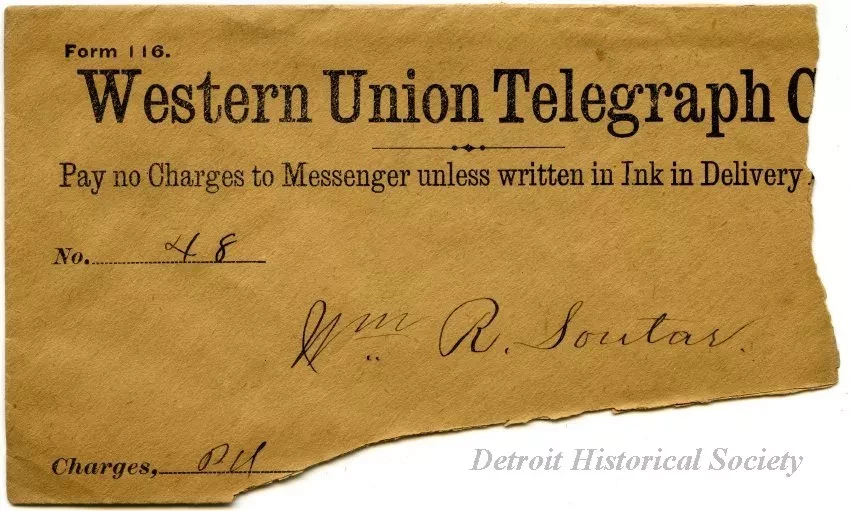 Form 116.
Western Union Telegraph C
Pay no Charges to Messenger unless written in Ink in Delivery
No. 48
Wm R. Soutar.
Charges, Pd
Detroit Historical Society